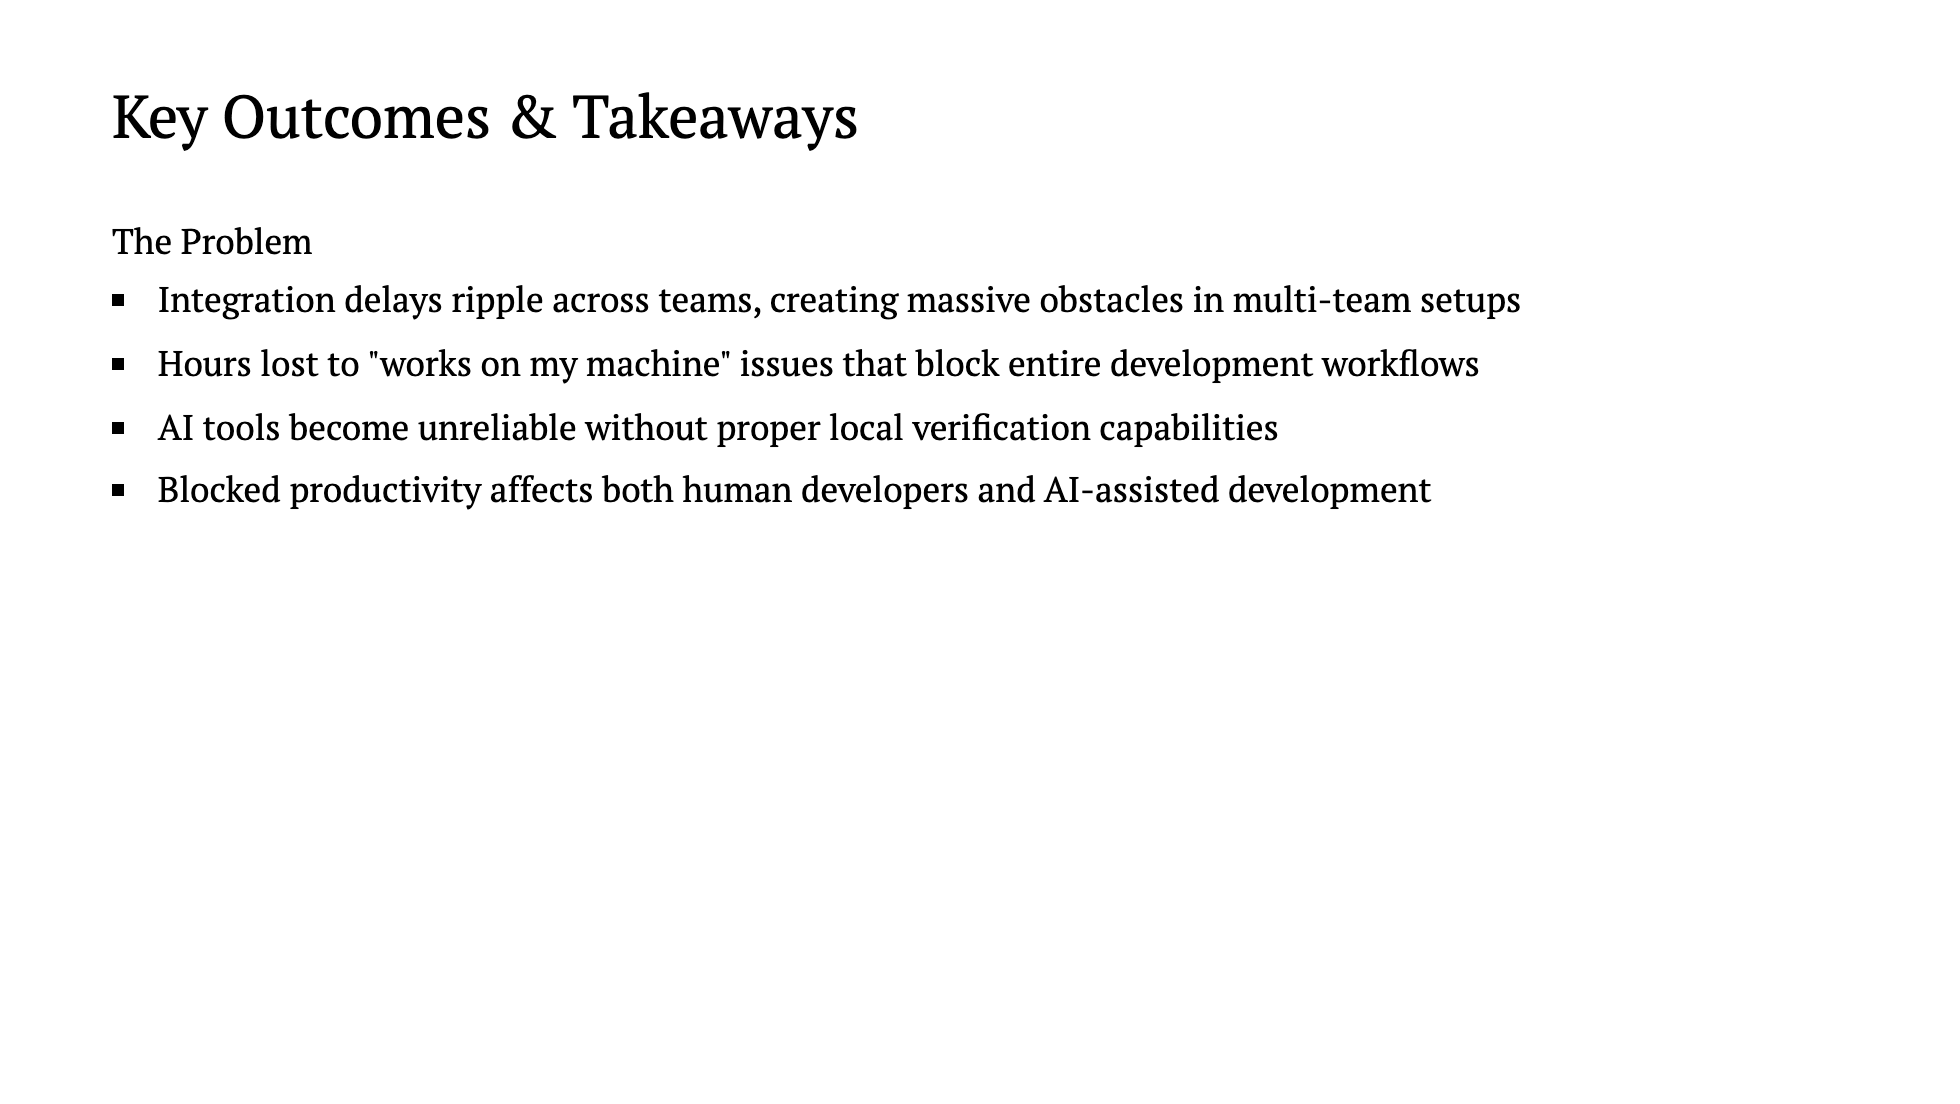 Key Outcomes & Takeaways
The Problem
▪ Integration delays ripple across teams, creating massive obstacles in multi-team setups
▪ Hours lost to "works on my machine" issues that block entire development workflows
▪ AI tools become unreliable without proper local verification capabilities
▪ Blocked productivity affects both human developers and AI-assisted development